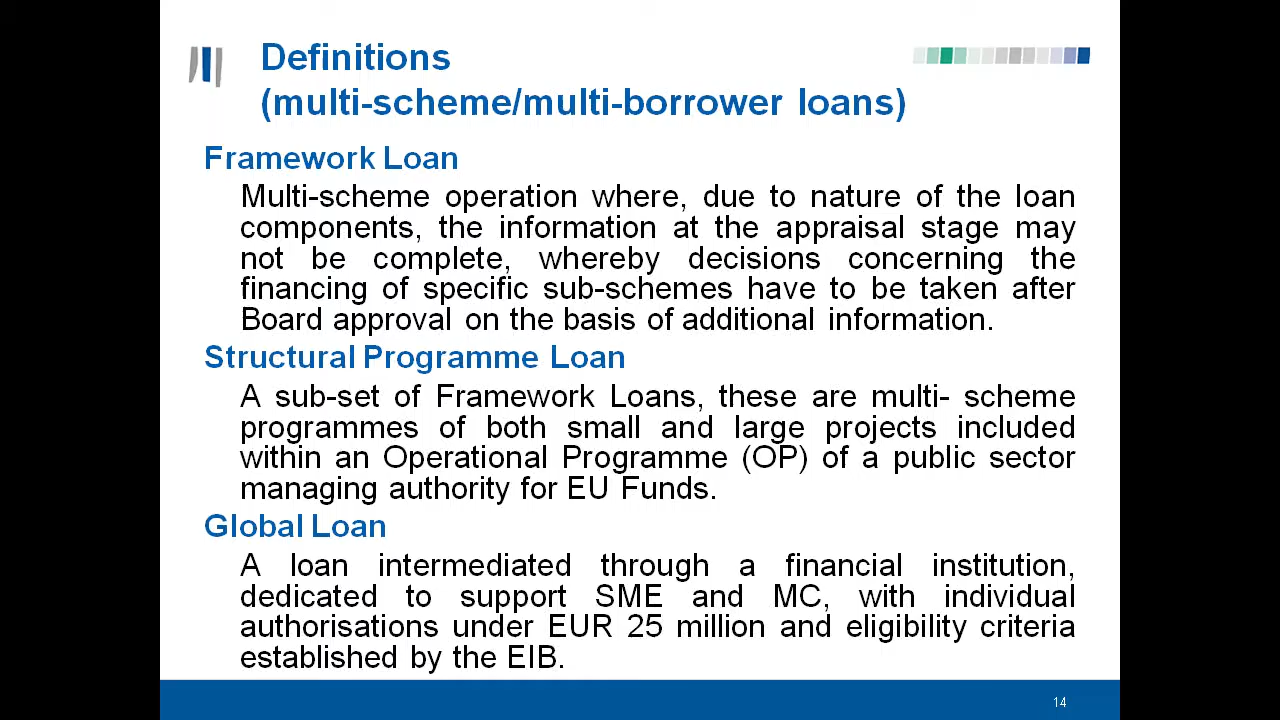 Definitions
(multi-scheme/multi-borrower loans)
Framework Loan
Multi-scheme operation where, due to nature of the loan
components, the information at the appraisal stage may
not be complete, whereby decisions concerning the
financing of specific sub-schemes have to be taken after
Board approval on the basis of additional information.
Structural Programme Loan
A sub-set of Framework Loans, these are multi- scheme
programmes of both small and large projects included
within an Operational Programme (OP) of a public sector
managing authority for EU Funds.
Global Loan
A loan intermediated through a financial institution,
dedicated to support SME and MC, with individual
authorisations under EUR 25 million and eligibility criteria
established by the EIB.
14